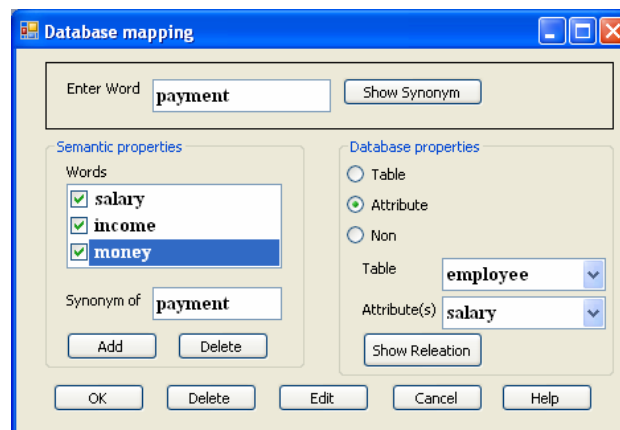 Database mapping
Enter Word payment Show Synonym
Semantic properties
Words
salary
income
money
Synonym of payment
Add Delete
Database properties
Table
Attribute
Non
Table employee
Attribute(s) salary
Show Releation
OK Delete Edit Cancel Help